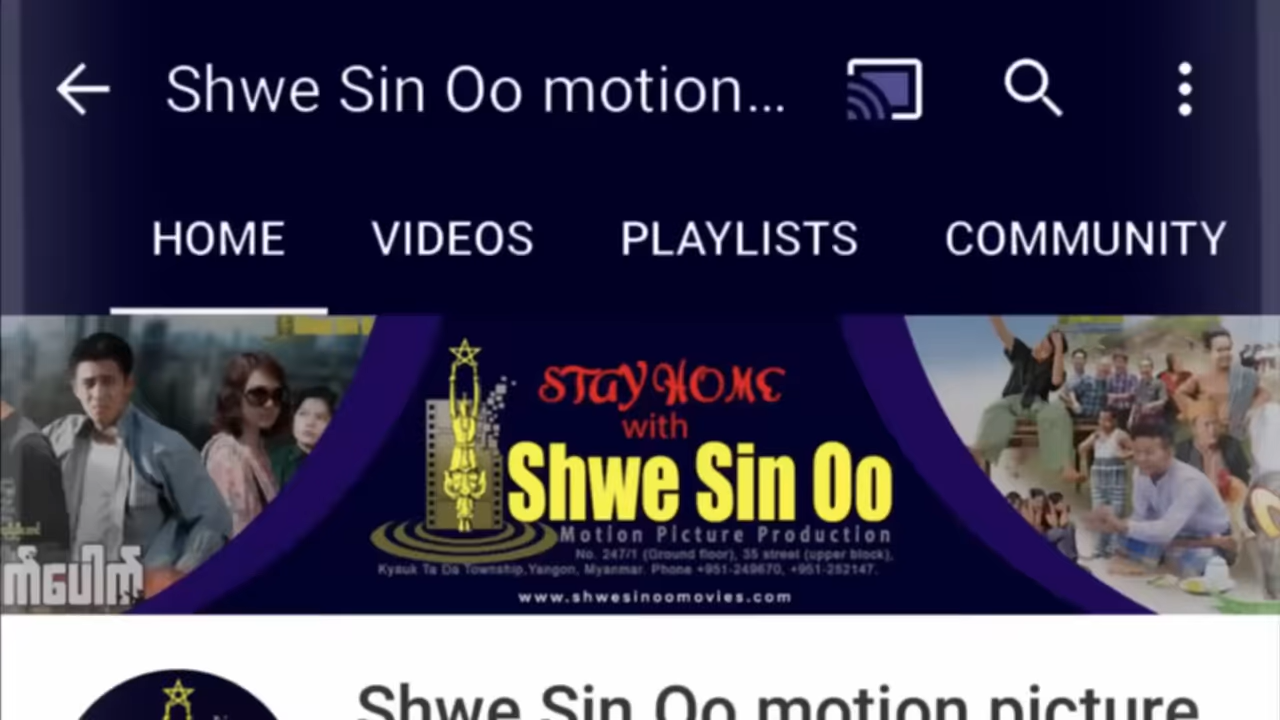 Shwe Sin Oo motion...
HOME VIDEOS PLAYLISTS COMMUNITY
STAY HOME
with
Shwe Sin Oo
Motion Picture Production
No. 247/1 (Ground floor), 35 street (upper block),
Kyauk Ta Da Township,Yangon, Myanmar. Phone +951-249670, +951-252147.
www.shwesinoomovies.com
Shwe Sin Oo motion picture